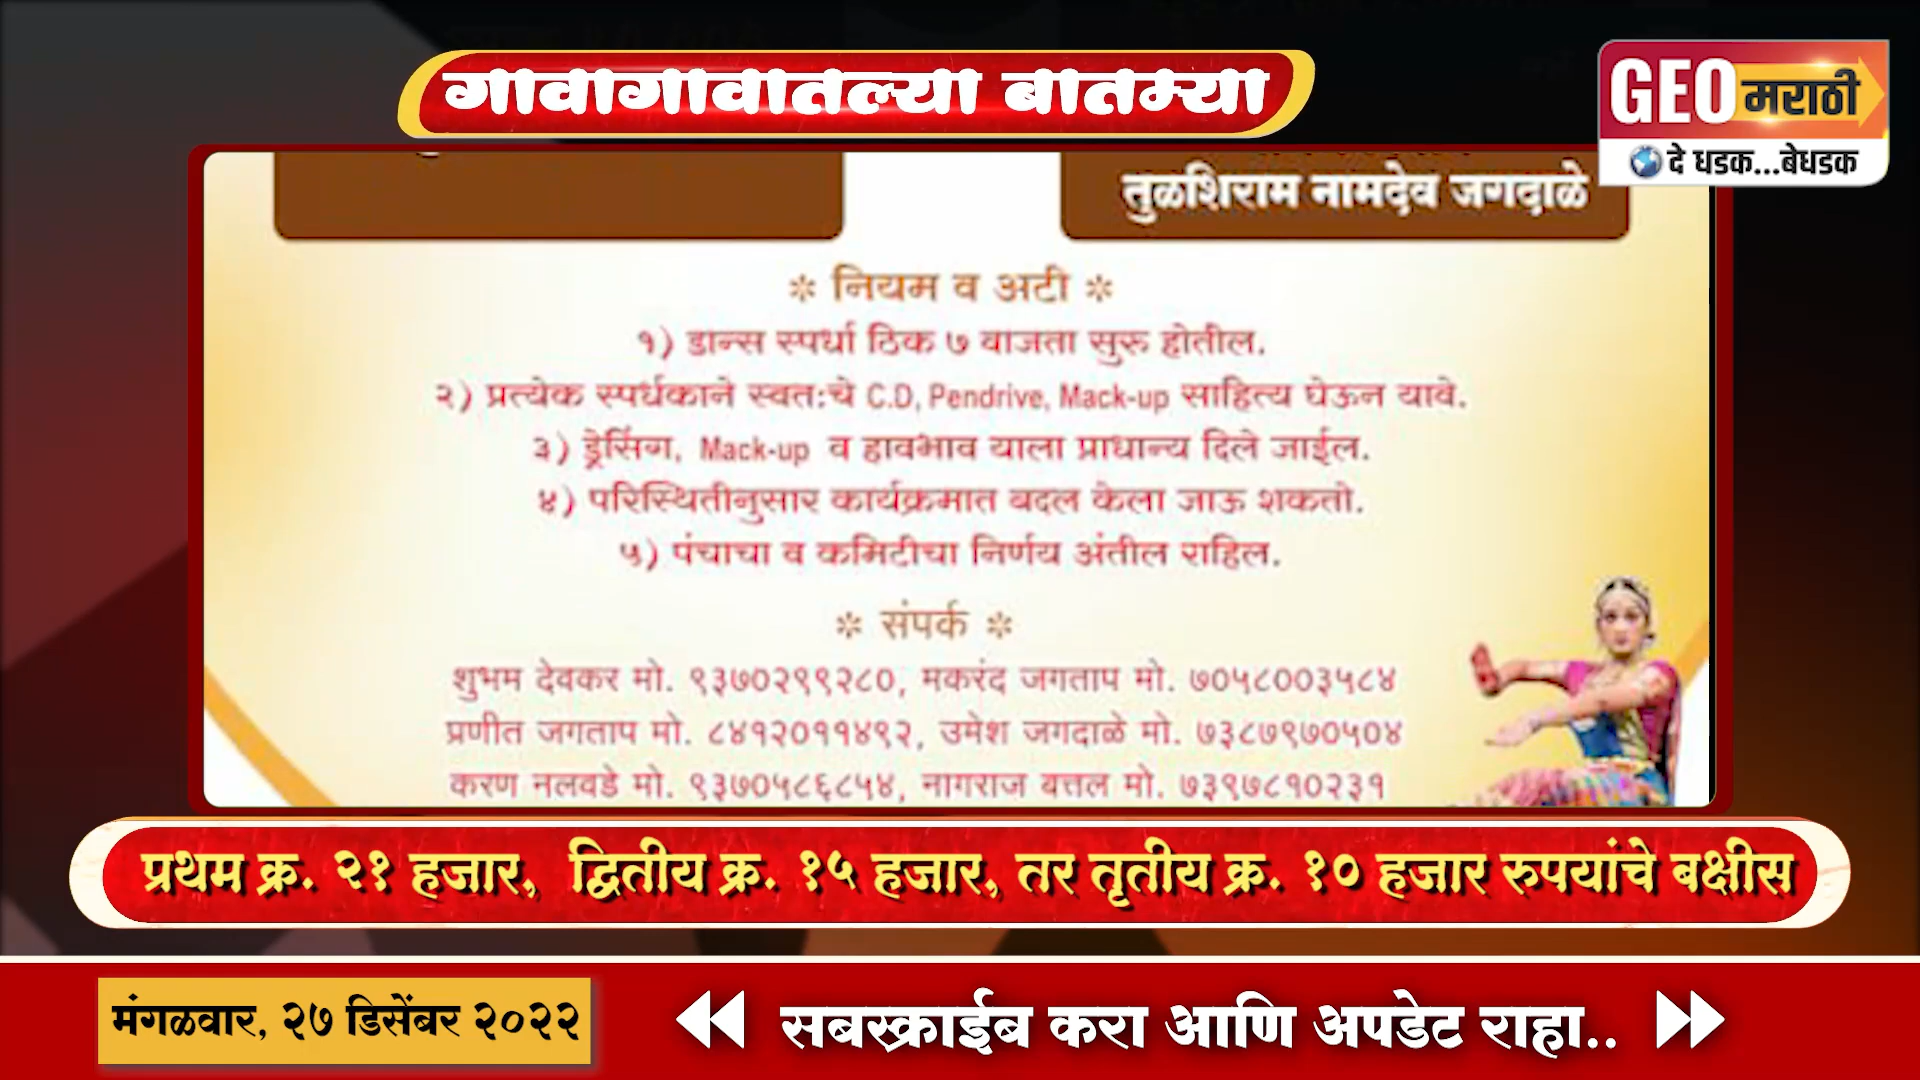 गावागावातल्या बातम्या
GEO मराठी
दे धडक...बेधडक
तुळशिराम नामदेव जगदाळे
* नियम व अटी *
१) डान्स स्पर्धा ठिक ७ वाजता सुरू होतील.
२) प्रत्येक स्पर्धकाने स्वतःचे C.D, Pendrive, Mack-up साहित्य घेऊन यावे.
३) ड्रेसिंग, Mack-up व हावभाव याला प्राधान्य दिले जाईल.
४) परिस्थितीनुसार कार्यक्रमात बदल केला जाऊ शकतो.
५) पंचाचा व कमिटीचा निर्णय अंतील राहिल.
* संपर्क *
शुभम देवकर मो. ९३७०२९९२८०, मकरंद जगताप मो. ७०५८००३५८४
प्रणीत जगताप मो. ८४१२०११४९२, उमेश जगदाळे मो. ७३८७९७०५०४
करण नलवडे मो. ९३७०५८६८५४, नागराज बत्तल मो. ७३९७८१०२३१
प्रथम क्र. २१ हजार, द्वितीय क्र. १५ हजार, तर तृतीय क्र. १० हजार रुपयांचे बक्षीस
मंगळवार, २७ डिसेंबर २०२२
सबस्क्राईब करा आणि अपडेट राहा..